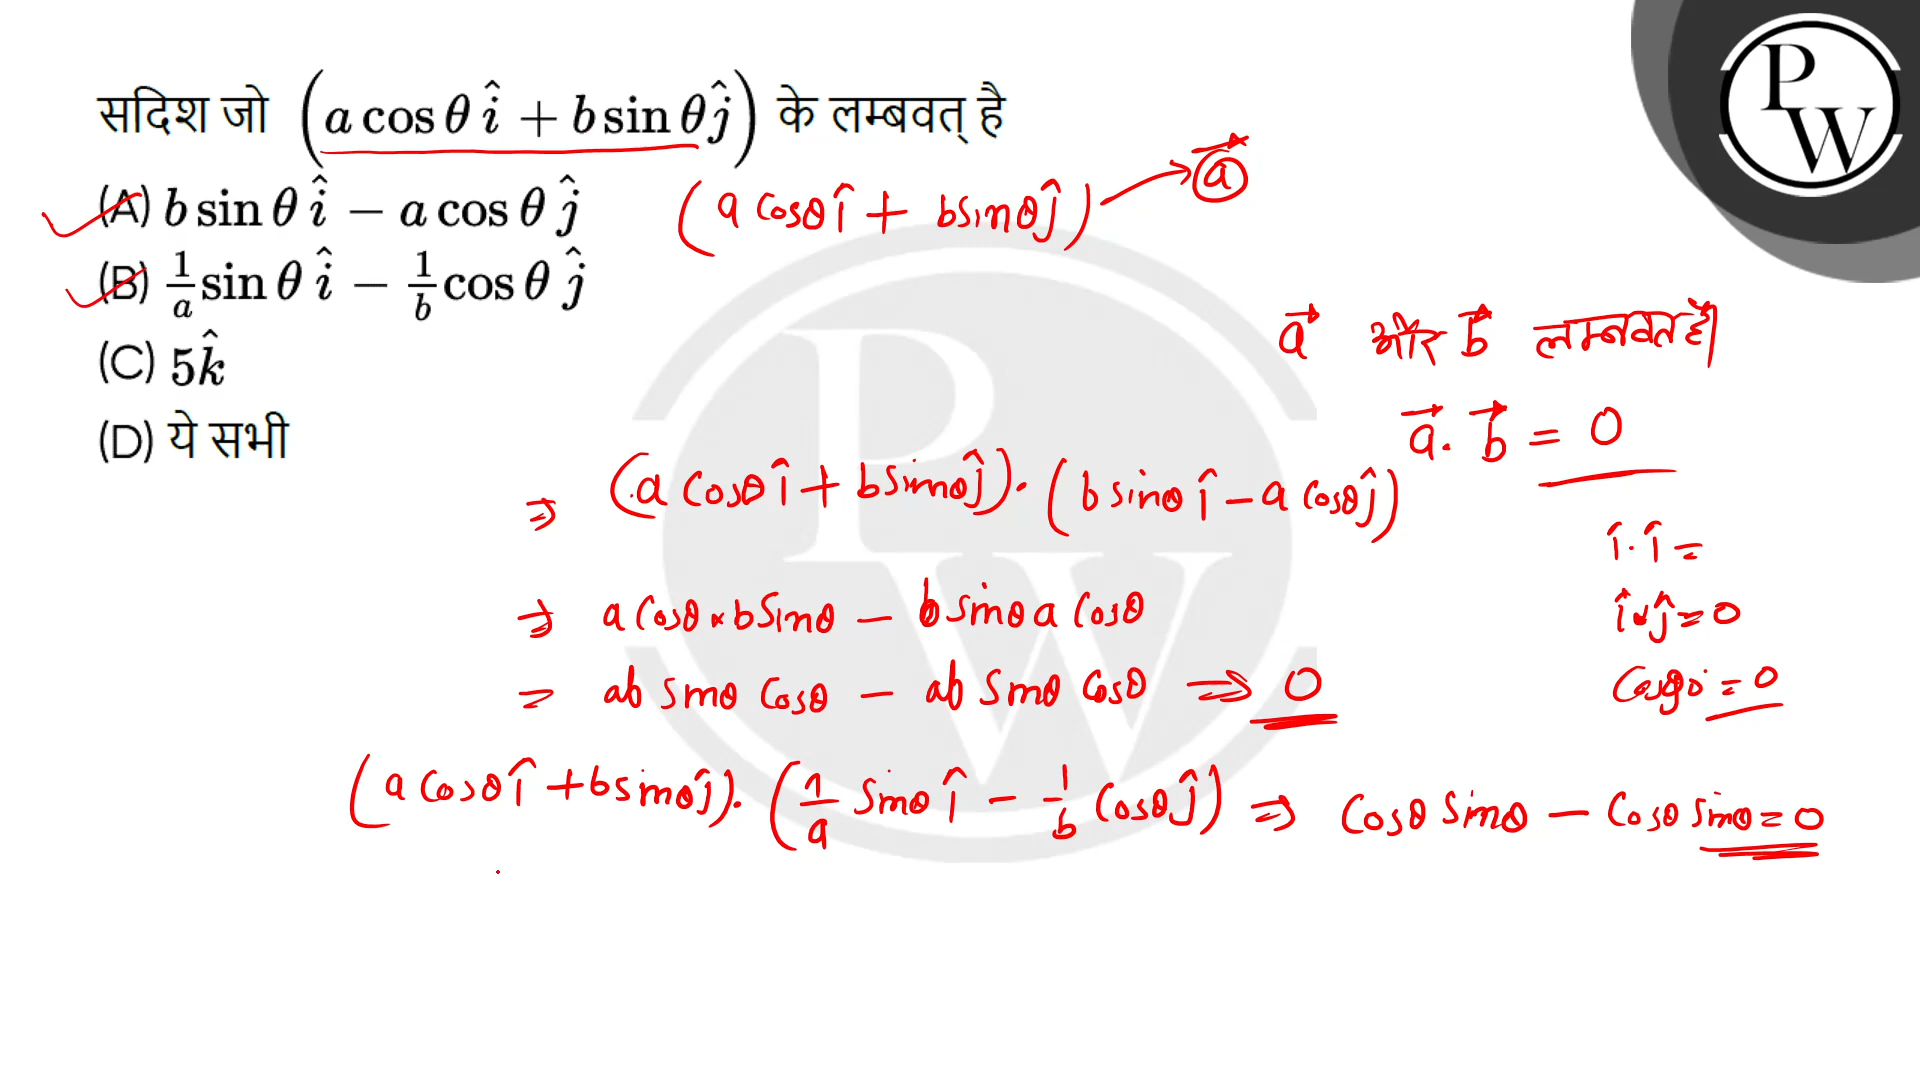 सदिश जो (a cos θ î + b sin θ ĵ) के लम्बवत् है
(A) b sin θ î − a cos θ ĵ
(B) 1/a sin θ î − 1/b cos θ ĵ
(C) 5k̂
(D) ये सभी
PW
(a cosθ î + b sinθ ĵ) → a⃗
a⃗ और b⃗ लम्बवत है।
a⃗ . b⃗ = 0
⇒ (a cosθ î + b sinθ ĵ) . (b sinθ î − a cosθ ĵ)
î . î =
î . ĵ = 0
⇒ a cosθ × b sinθ − b sinθ a cosθ
= ab sinθ cosθ − ab sinθ cosθ ⇒ 0
Cos90 = 0
(a cosθ î + b sinθ ĵ) . (1/a sinθ î − 1/b cosθ ĵ) ⇒ cosθ sinθ − cosθ sinθ = 0
PW